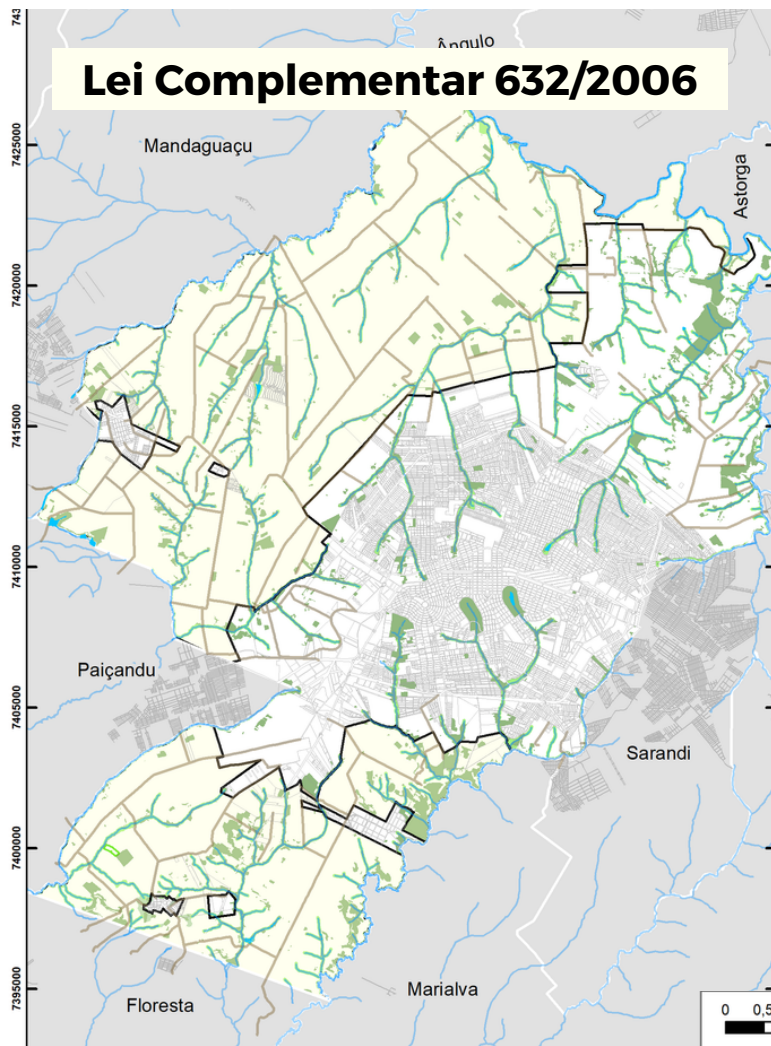 743
Ângulo
Lei Complementar 632/2006
7425000
Mandaguaçu
Astorga
7420000
7415000
7410000
Paiçandu
7405000
Sarandi
7400000
7395000
Marialva
Floresta
0 0,5